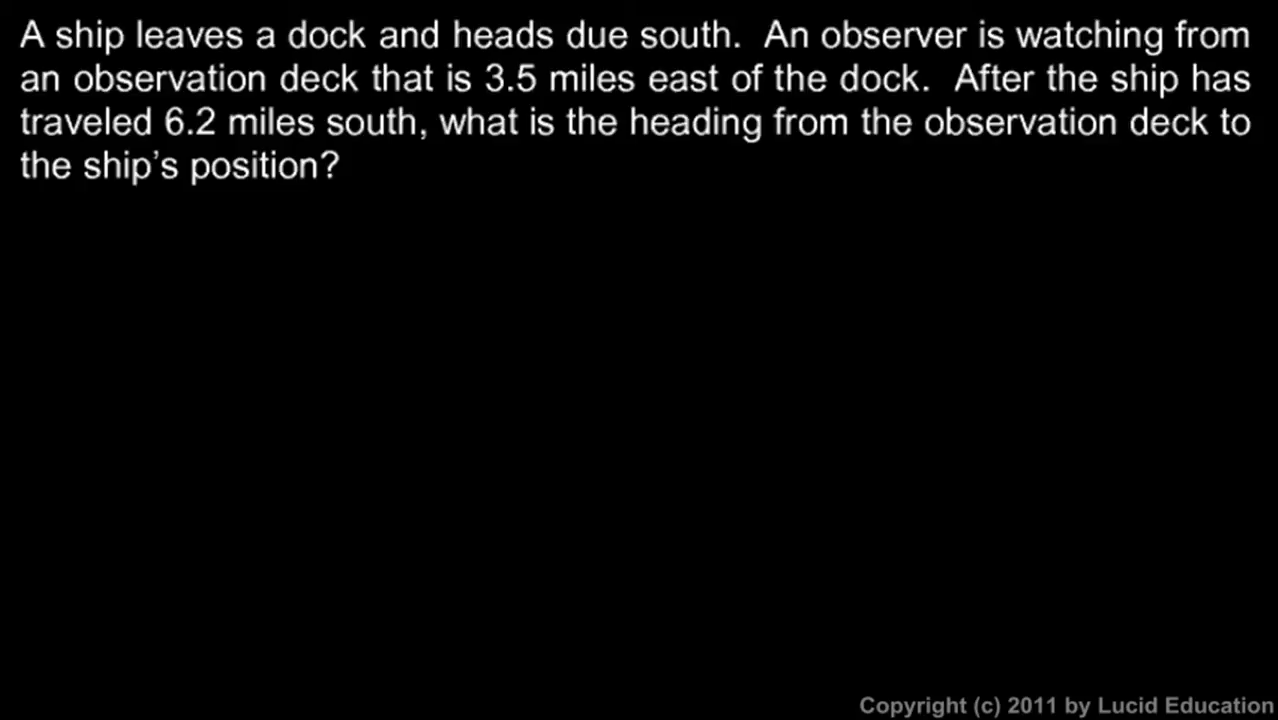 A ship leaves a dock and heads due south.  An observer is watching from
an observation deck that is 3.5 miles east of the dock.  After the ship has
traveled 6.2 miles south, what is the heading from the observation deck to
the ship’s position?
Copyright (c) 2011 by Lucid Education